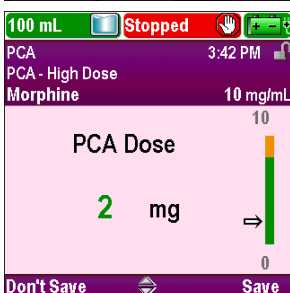 100 mL Stopped
PCA 3:42 PM
PCA - High Dose
Morphine 10 mg/mL
10
PCA Dose
2 mg
0
Don't Save Save